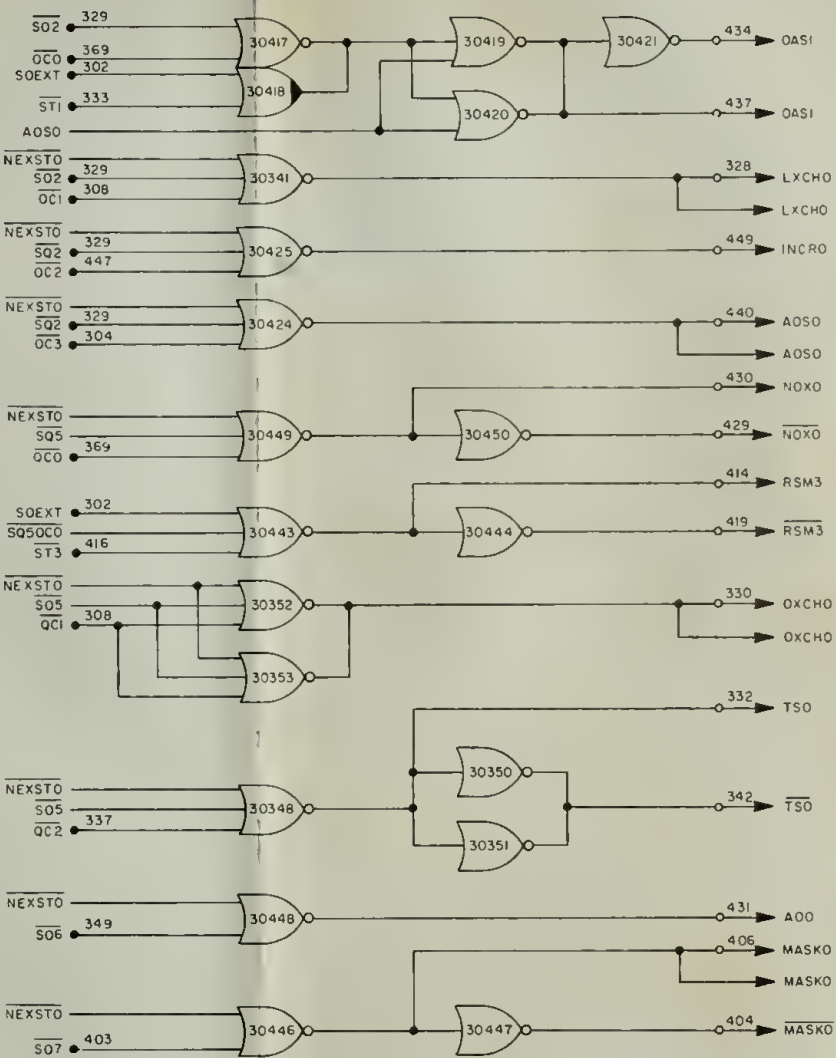 SO2 329 30417 30419 30421 434 OAS1
OCO 369
SOEXT 302 30418
ST1 333 30420 437 OAS1
AOSO
NEXSTO
SO2 329 30341 328 LXCHO
OC1 308 LXCHO
NEXSTO
SQ2 329 30425 449 INCRO
OC2 447
NEXSTO
SQ2 329 30424 440 AOSO
OC3 304 AOSO
430 NOXO
NEXSTO
SQ5 30449 30450 429 NOXO
QCO 369
414 RSM3
SOEXT 302
SQ5OCO 30443 30444 419 RSM3
ST3 416
NEXSTO
SO5 30352 330 OXCHO
QC1 308 OXCHO
30353
332 TSO
30350
NEXSTO
SO5 30348 342 TSO
QC2 337
30351
NEXSTO
30448 431 AOO
SO6 349
406 MASKO
MASKO
NEXSTO
30446 30447 404 MASKO
SO7 403